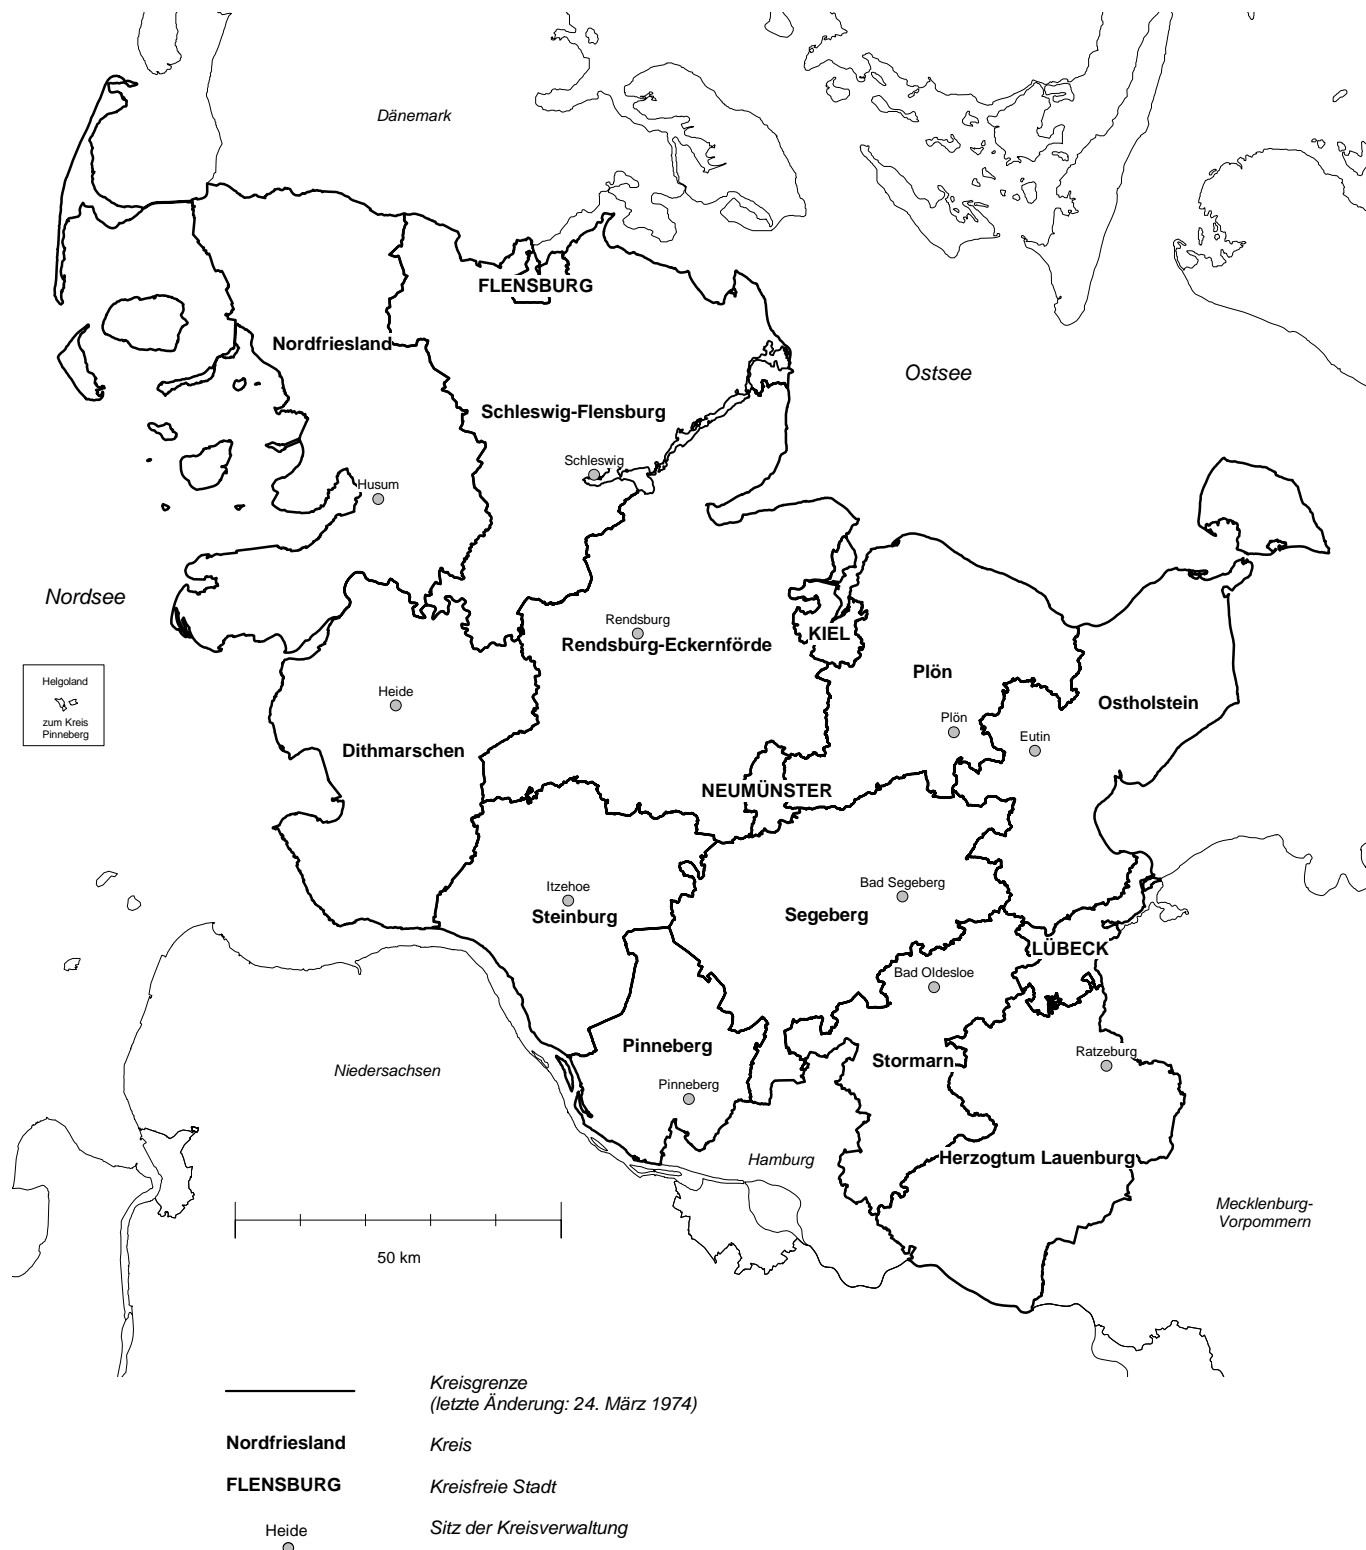 Dänemark
FLENSBURG
Nordfriesland
Ostsee
Schleswig-Flensburg
Schleswig
Husum
Nordsee
Rendsburg
Rendsburg-Eckernförde
KIEL
Plön
Helgoland
zum Kreis
Pinneberg
Heide
Ostholstein
Plön
Eutin
Dithmarschen
NEUMÜNSTER
Itzehoe
Steinburg
Bad Segeberg
Segeberg
LÜBECK
Bad Oldesloe
Pinneberg
Stormarn
Ratzeburg
Niedersachsen
Pinneberg
Hamburg
Herzogtum Lauenburg
Mecklenburg-
Vorpommern
50 km
Kreisgrenze
(letzte Änderung: 24. März 1974)
Nordfriesland Kreis
FLENSBURG Kreisfreie Stadt
Heide Sitz der Kreisverwaltung